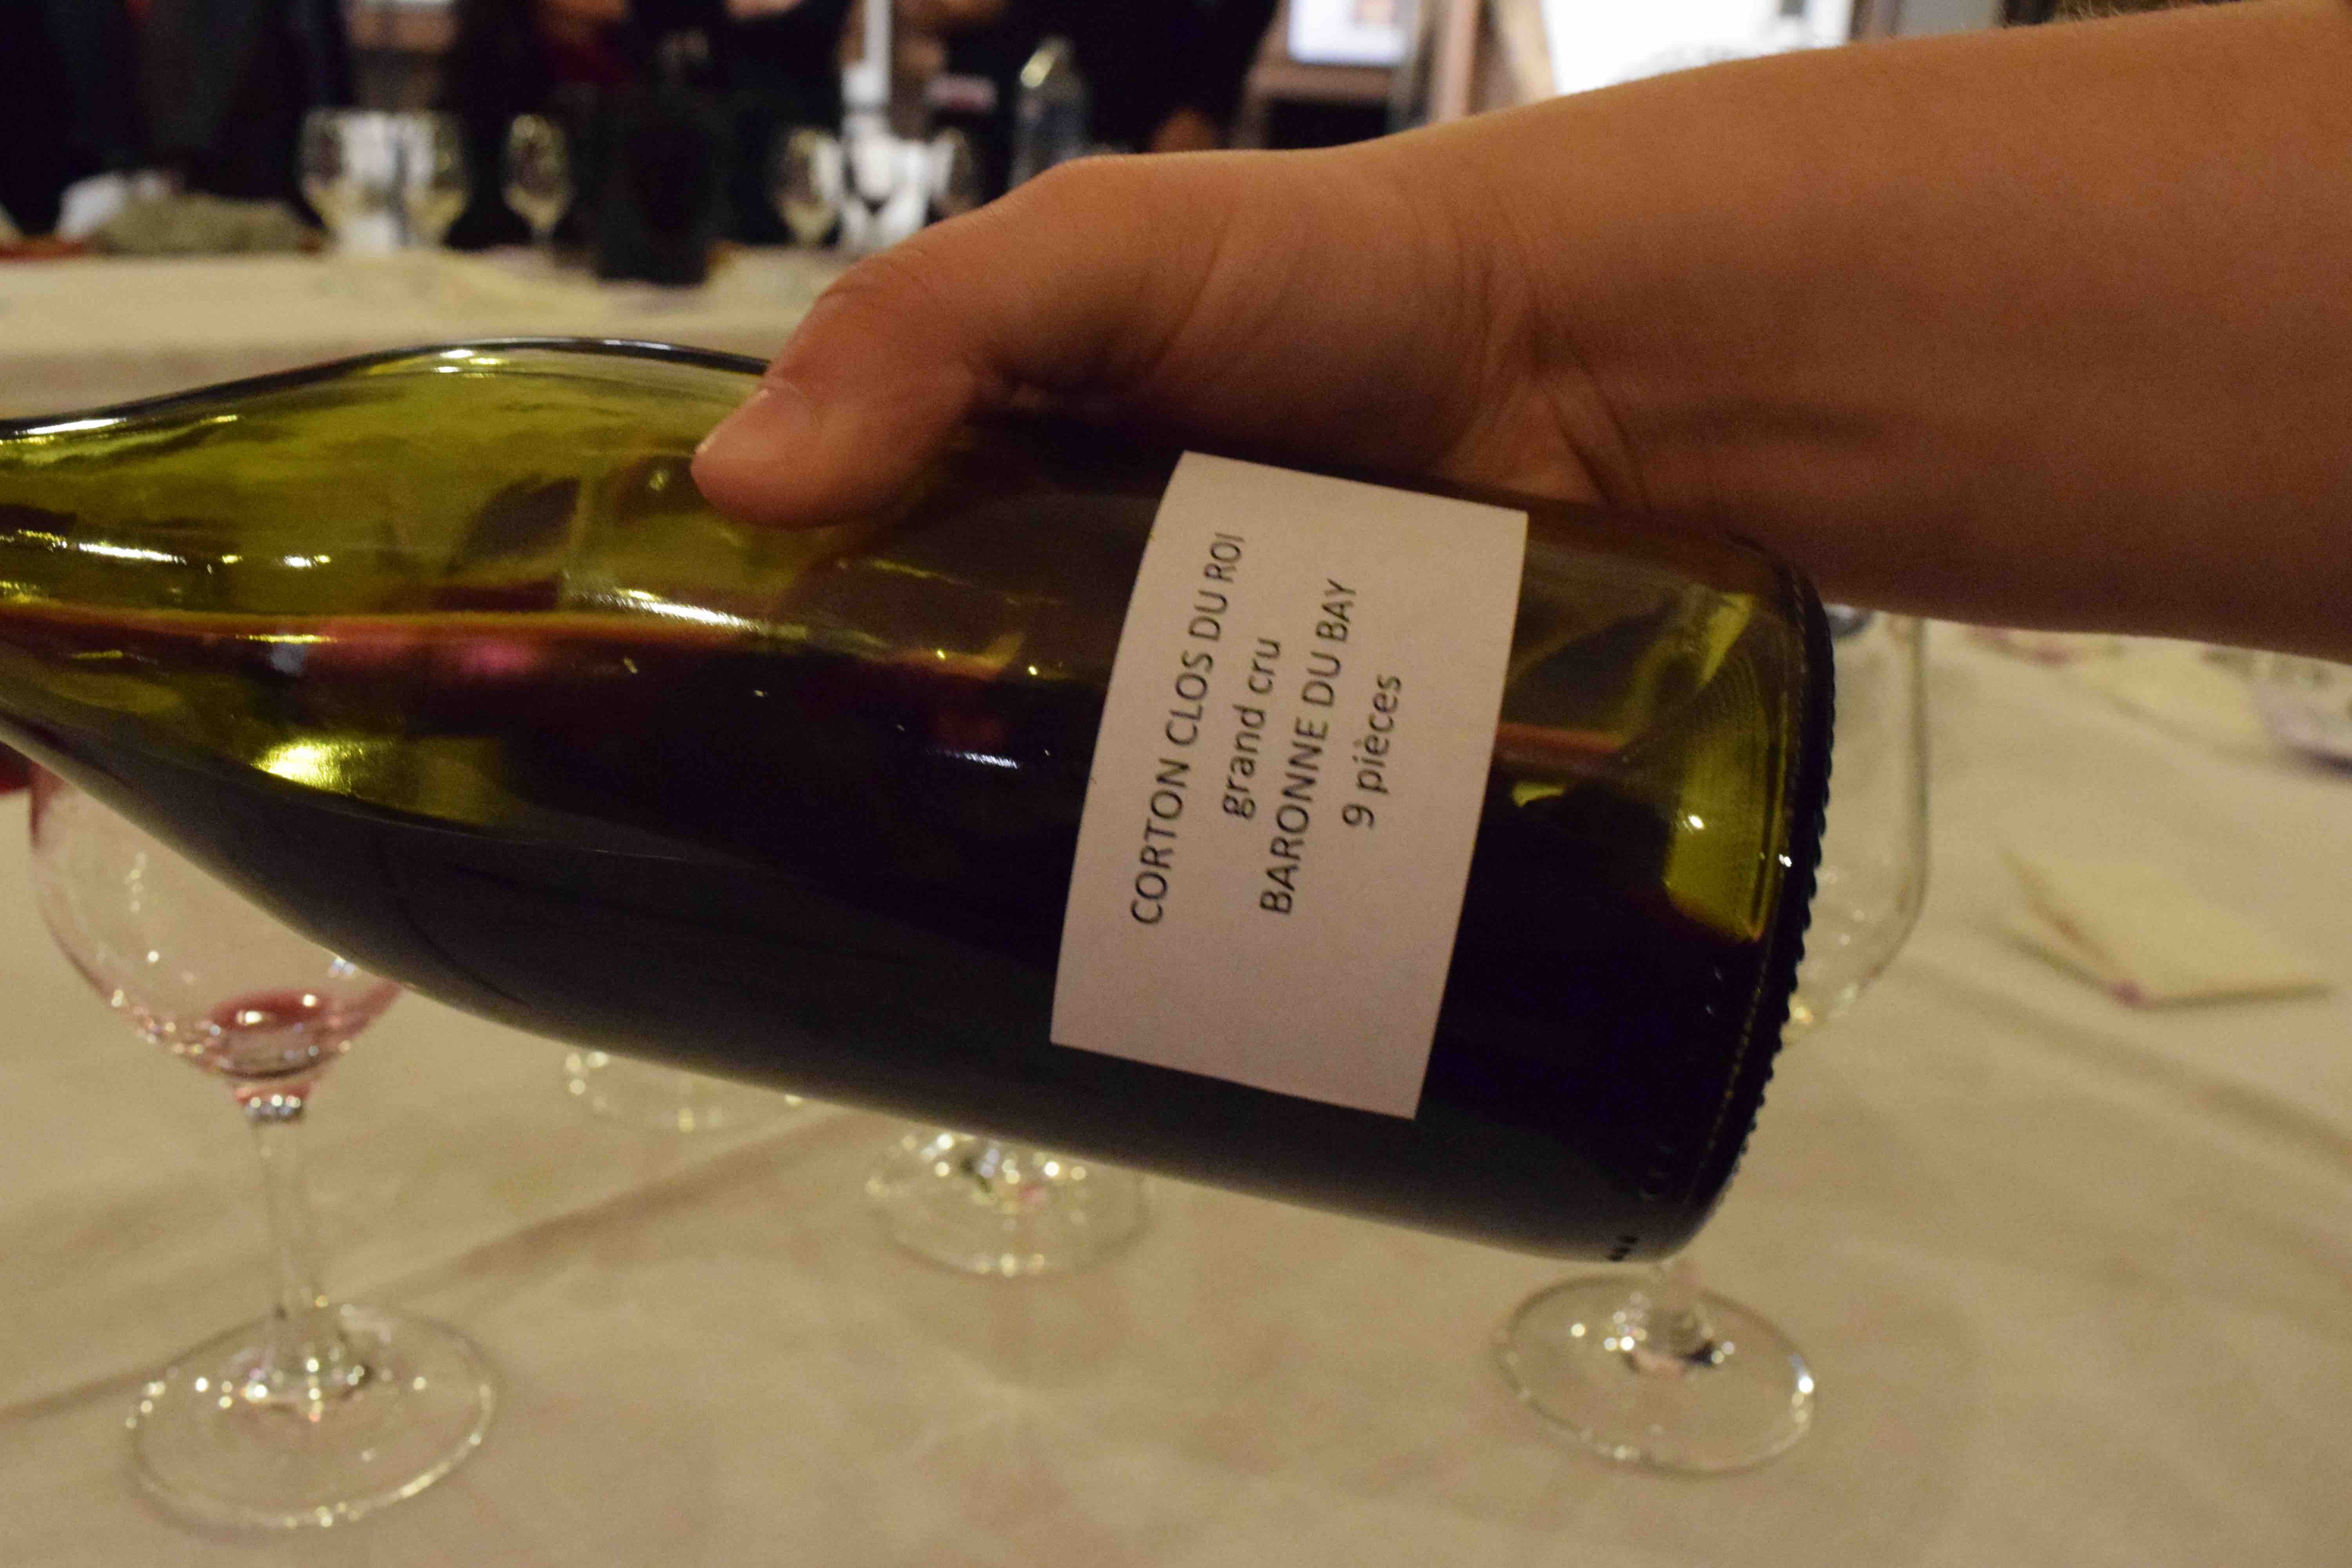 CORTON CLOS DU ROI
grand cru
BARONNE DU BAY
9 pièces